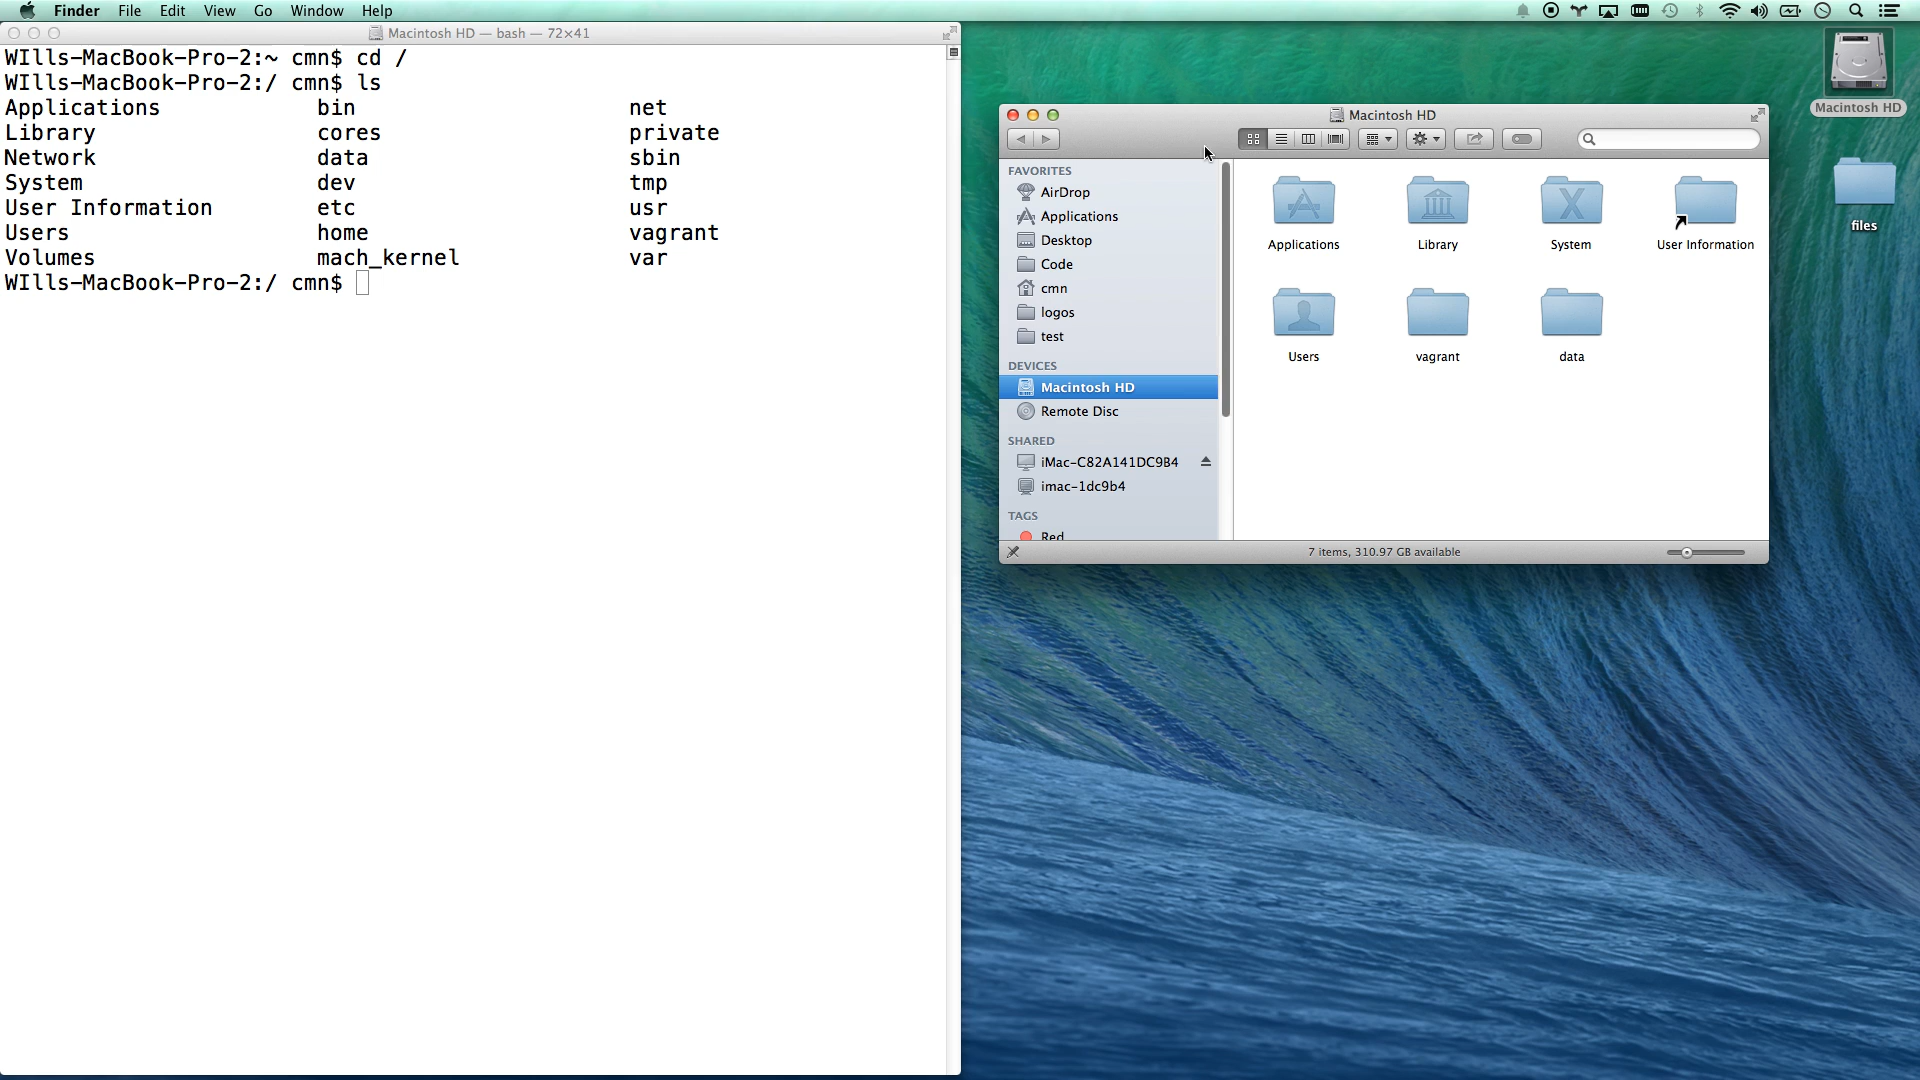 Finder File Edit View Go Window Help
Macintosh HD — bash — 72×41
WIlls-MacBook-Pro-2:~ cmn$ cd /
WIlls-MacBook-Pro-2:/ cmn$ ls
Applications bin net
Library cores private
Network data sbin
System dev tmp
User Information etc usr
Users home vagrant
Volumes mach_kernel var
WIlls-MacBook-Pro-2:/ cmn$
Macintosh HD
FAVORITES
AirDrop
Applications
Desktop
Code
cmn
logos
test
DEVICES
Macintosh HD
Remote Disc
SHARED
iMac-C82A141DC9B4
imac-1dc9b4
TAGS
Red
Applications Library System User Information
Users vagrant data
7 items, 310.97 GB available
Macintosh HD
files